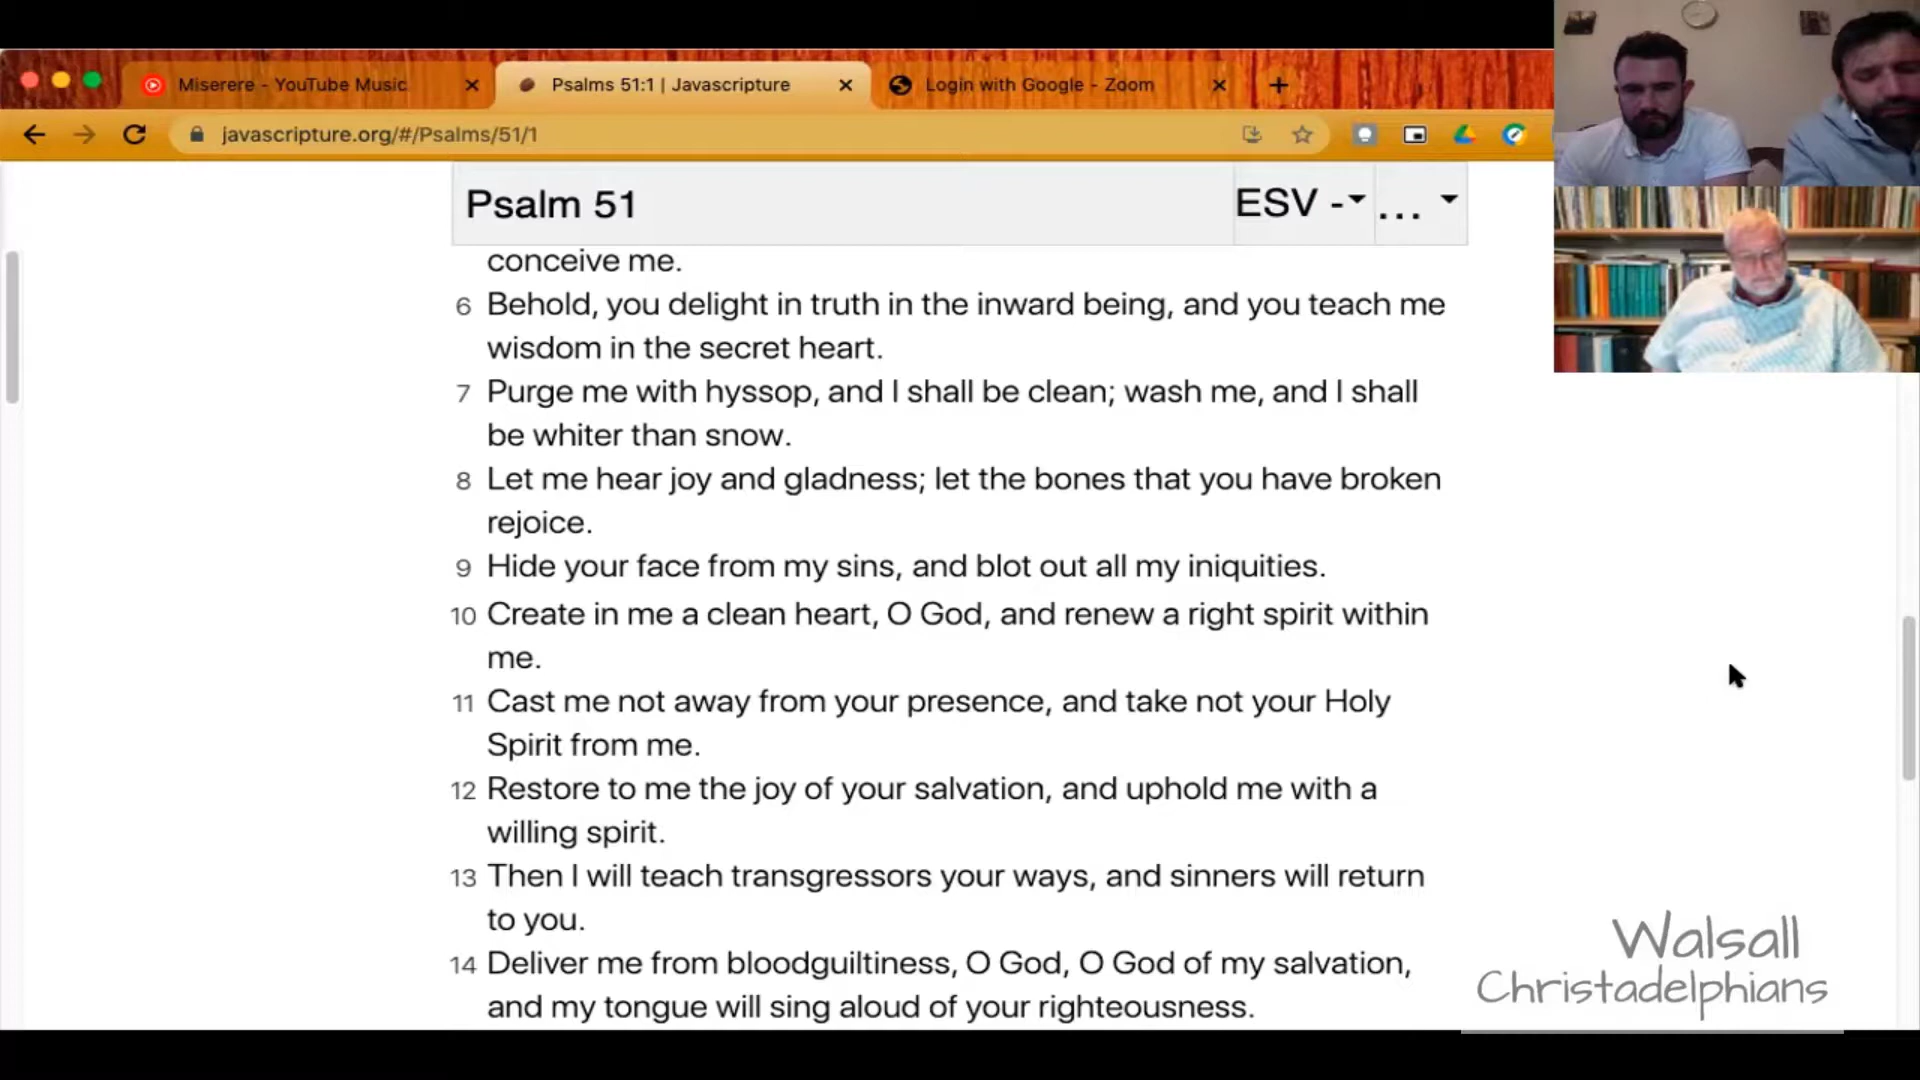 Miserere - YouTube Music
Psalms 51:1 | Javascripture
Login with Google - Zoom
javascripture.org/#/Psalms/51/1
Psalm 51
ESV -
...
conceive me.
6 Behold, you delight in truth in the inward being, and you teach me
wisdom in the secret heart.
7 Purge me with hyssop, and I shall be clean; wash me, and I shall
be whiter than snow.
8 Let me hear joy and gladness; let the bones that you have broken
rejoice.
9 Hide your face from my sins, and blot out all my iniquities.
10 Create in me a clean heart, O God, and renew a right spirit within
me.
11 Cast me not away from your presence, and take not your Holy
Spirit from me.
12 Restore to me the joy of your salvation, and uphold me with a
willing spirit.
13 Then I will teach transgressors your ways, and sinners will return
to you.
14 Deliver me from bloodguiltiness, O God, O God of my salvation,
and my tongue will sing aloud of your righteousness.
Walsall
Christadelphians